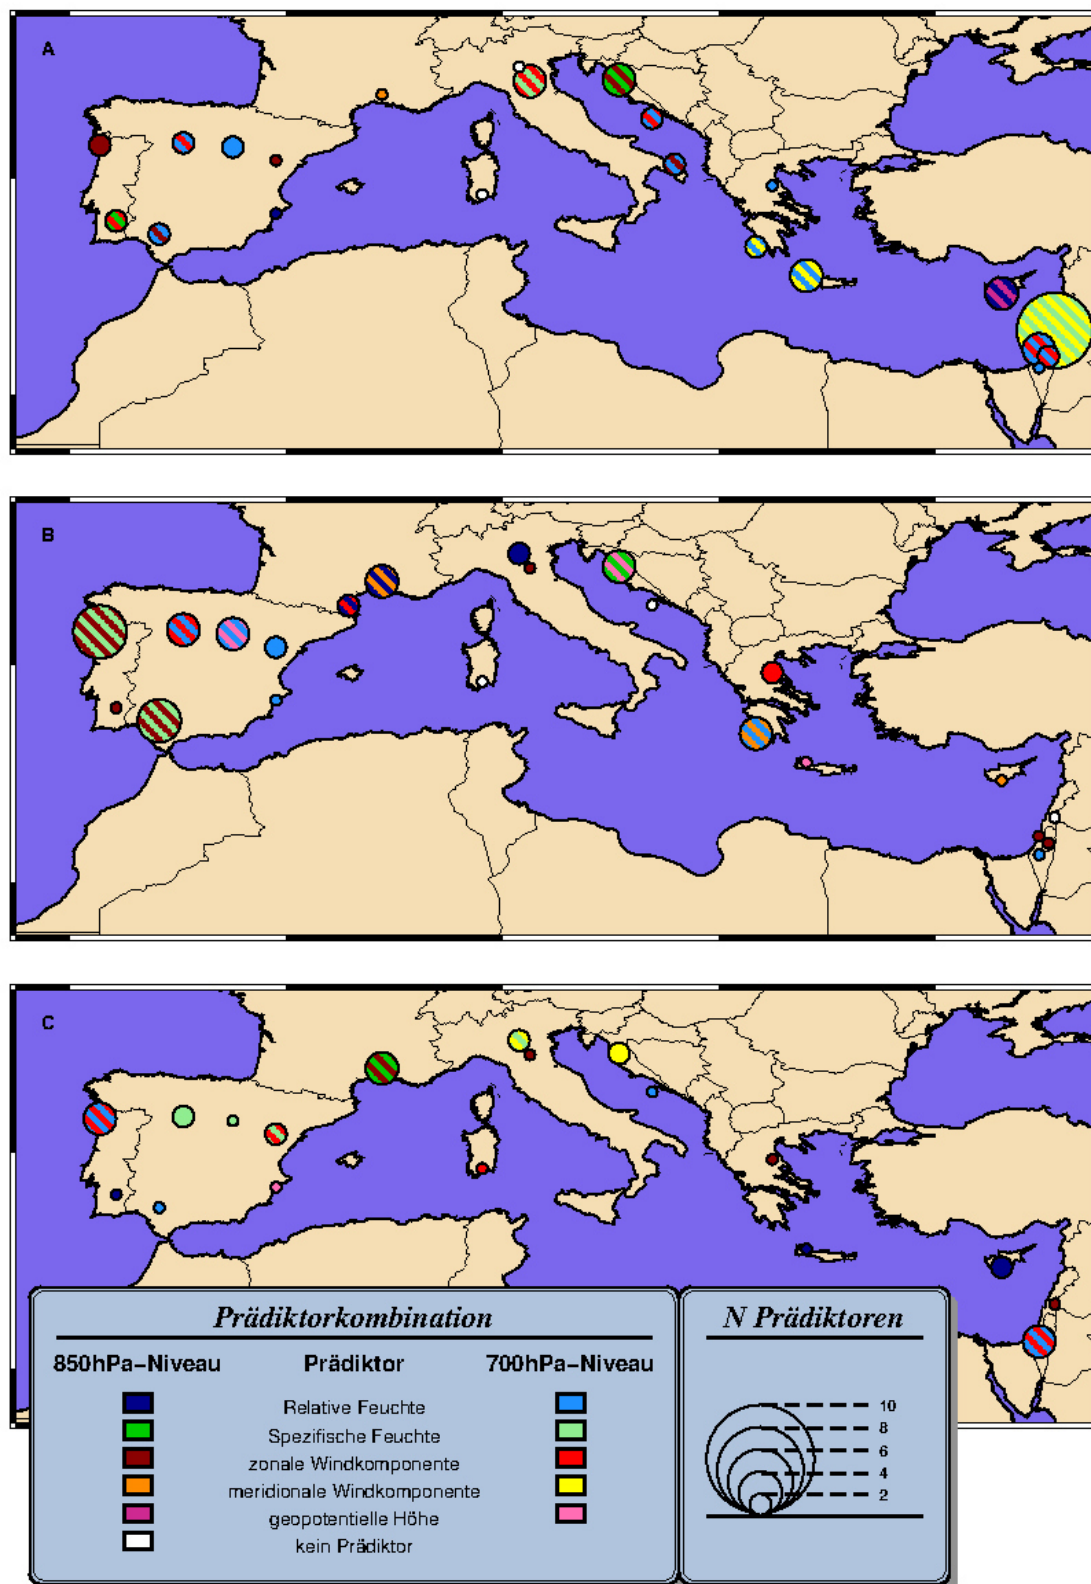 A
B
C
Prädiktorkombination
850hPa-Niveau Prädiktor 700hPa-Niveau
Relative Feuchte
Spezifische Feuchte
zonale Windkomponente
meridionale Windkomponente
geopotentielle Höhe
kein Prädiktor
N Prädiktoren
10
8
6
4
2